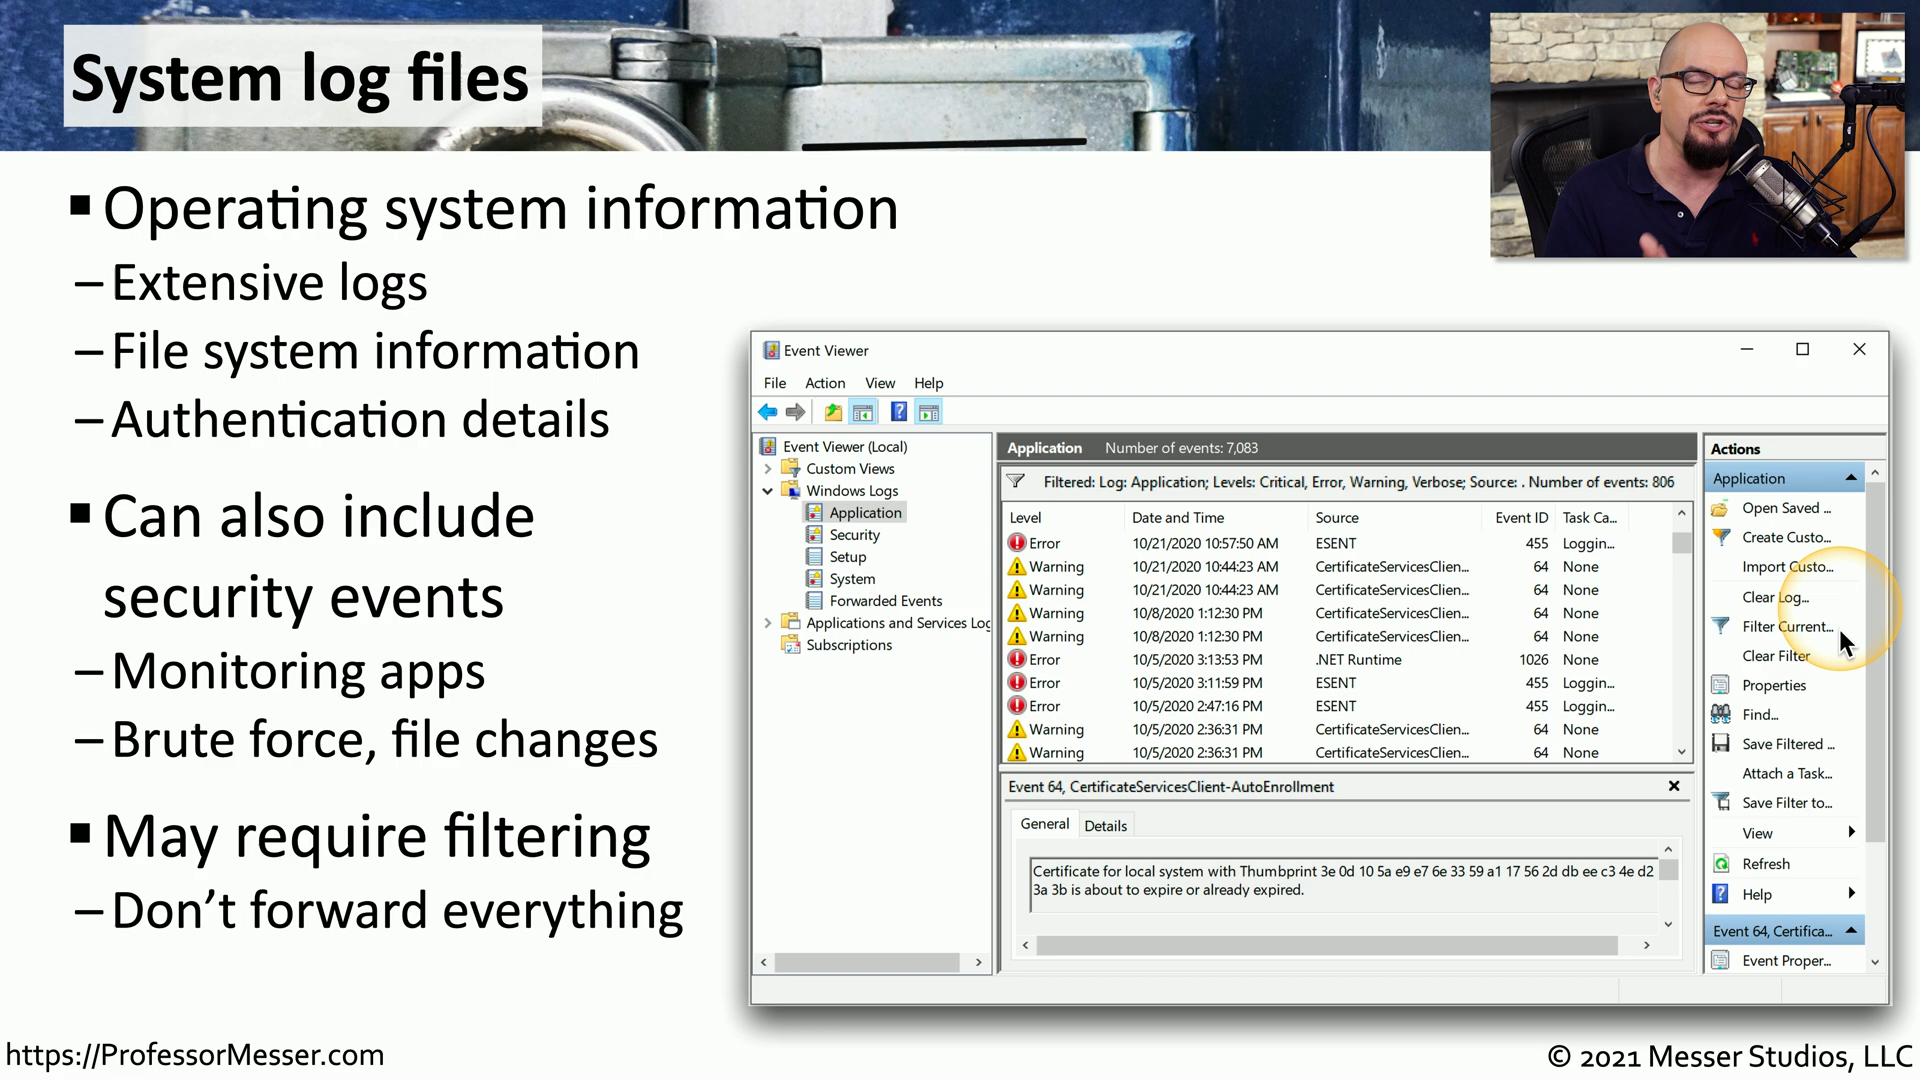 System log files
▪ Operating system information
– Extensive logs
– File system information
– Authentication details
▪ Can also include
security events
– Monitoring apps
– Brute force, file changes
▪ May require filtering
– Don't forward everything
Event Viewer
File Action View Help
Event Viewer (Local)
Custom Views
Windows Logs
Application
Security
Setup
System
Forwarded Events
Applications and Services Log
Subscriptions
Application Number of events: 7,083
Filtered: Log: Application; Levels: Critical, Error, Warning, Verbose; Source: . Number of events: 806
Level Date and Time Source Event ID Task Ca...
Error 10/21/2020 10:57:50 AM ESENT 455 Loggin...
Warning 10/21/2020 10:44:23 AM CertificateServicesClien... 64 None
Warning 10/21/2020 10:44:23 AM CertificateServicesClien... 64 None
Warning 10/8/2020 1:12:30 PM CertificateServicesClien... 64 None
Warning 10/8/2020 1:12:30 PM CertificateServicesClien... 64 None
Error 10/5/2020 3:13:53 PM .NET Runtime 1026 None
Error 10/5/2020 3:11:59 PM ESENT 455 Loggin...
Error 10/5/2020 2:47:16 PM ESENT 455 Loggin...
Warning 10/5/2020 2:36:31 PM CertificateServicesClien... 64 None
Warning 10/5/2020 2:36:31 PM CertificateServicesClien... 64 None
Event 64, CertificateServicesClient-AutoEnrollment
General Details
Certificate for local system with Thumbprint 3e 0d 10 5a e9 e7 6e 33 59 a1 17 56 2d db ee c3 4e d2
3a 3b is about to expire or already expired.
Actions
Application
Open Saved ...
Create Custo...
Import Custo...
Clear Log...
Filter Current...
Clear Filter
Properties
Find...
Save Filtered ...
Attach a Task...
Save Filter to...
View
Refresh
Help
Event 64, Certifica...
Event Proper...
https://ProfessorMesser.com
© 2021 Messer Studios, LLC